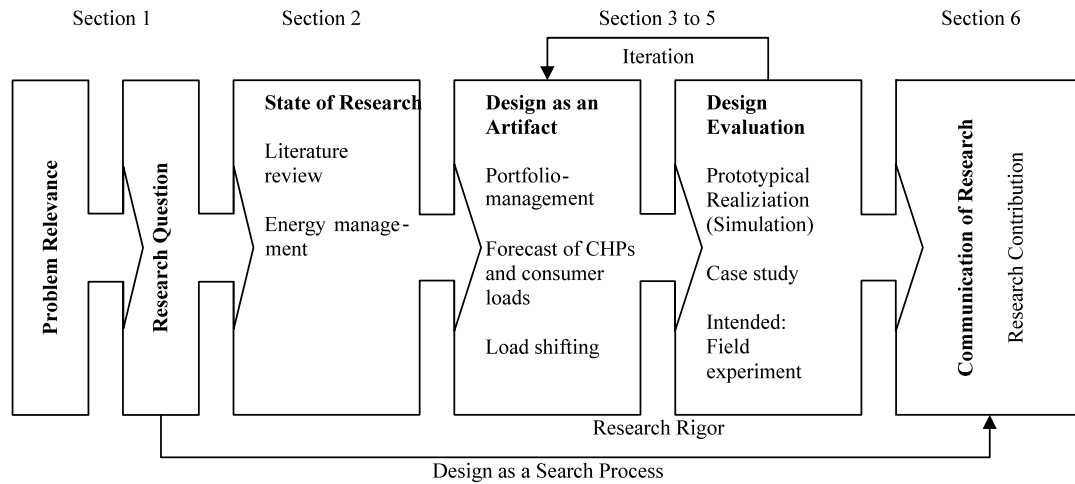 Section 1
Section 2
Section 3 to 5
Section 6
Iteration
Problem Relevance
Research Question
State of Research
Literature
review
Energy manage-
ment
Design as an
Artifact
Portfolio-
management
Forecast of CHPs
and consumer
loads
Load shifting
Design
Evaluation
Prototypical
Realiziation
(Simulation)
Case study
Intended:
Field
experiment
Communication of Research
Research Contribution
Research Rigor
Design as a Search Process